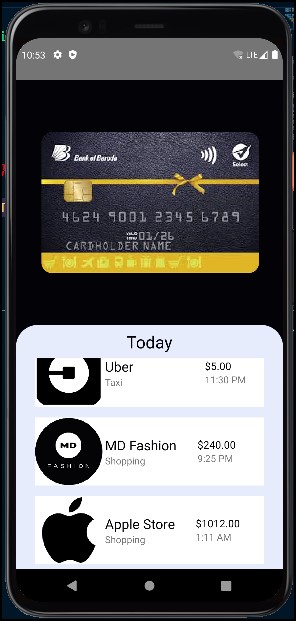 10:53
LTE
Bank of Baroda
Select
4624 9001 2345 6789
VALID THRU 01/26
CARDHOLDER NAME
Today
Uber
$5.00
Taxi
11:30 PM
MD
FASHION
MD Fashion
$240.00
Shopping
9:25 PM
Apple Store
$1012.00
Shopping
1:11 AM